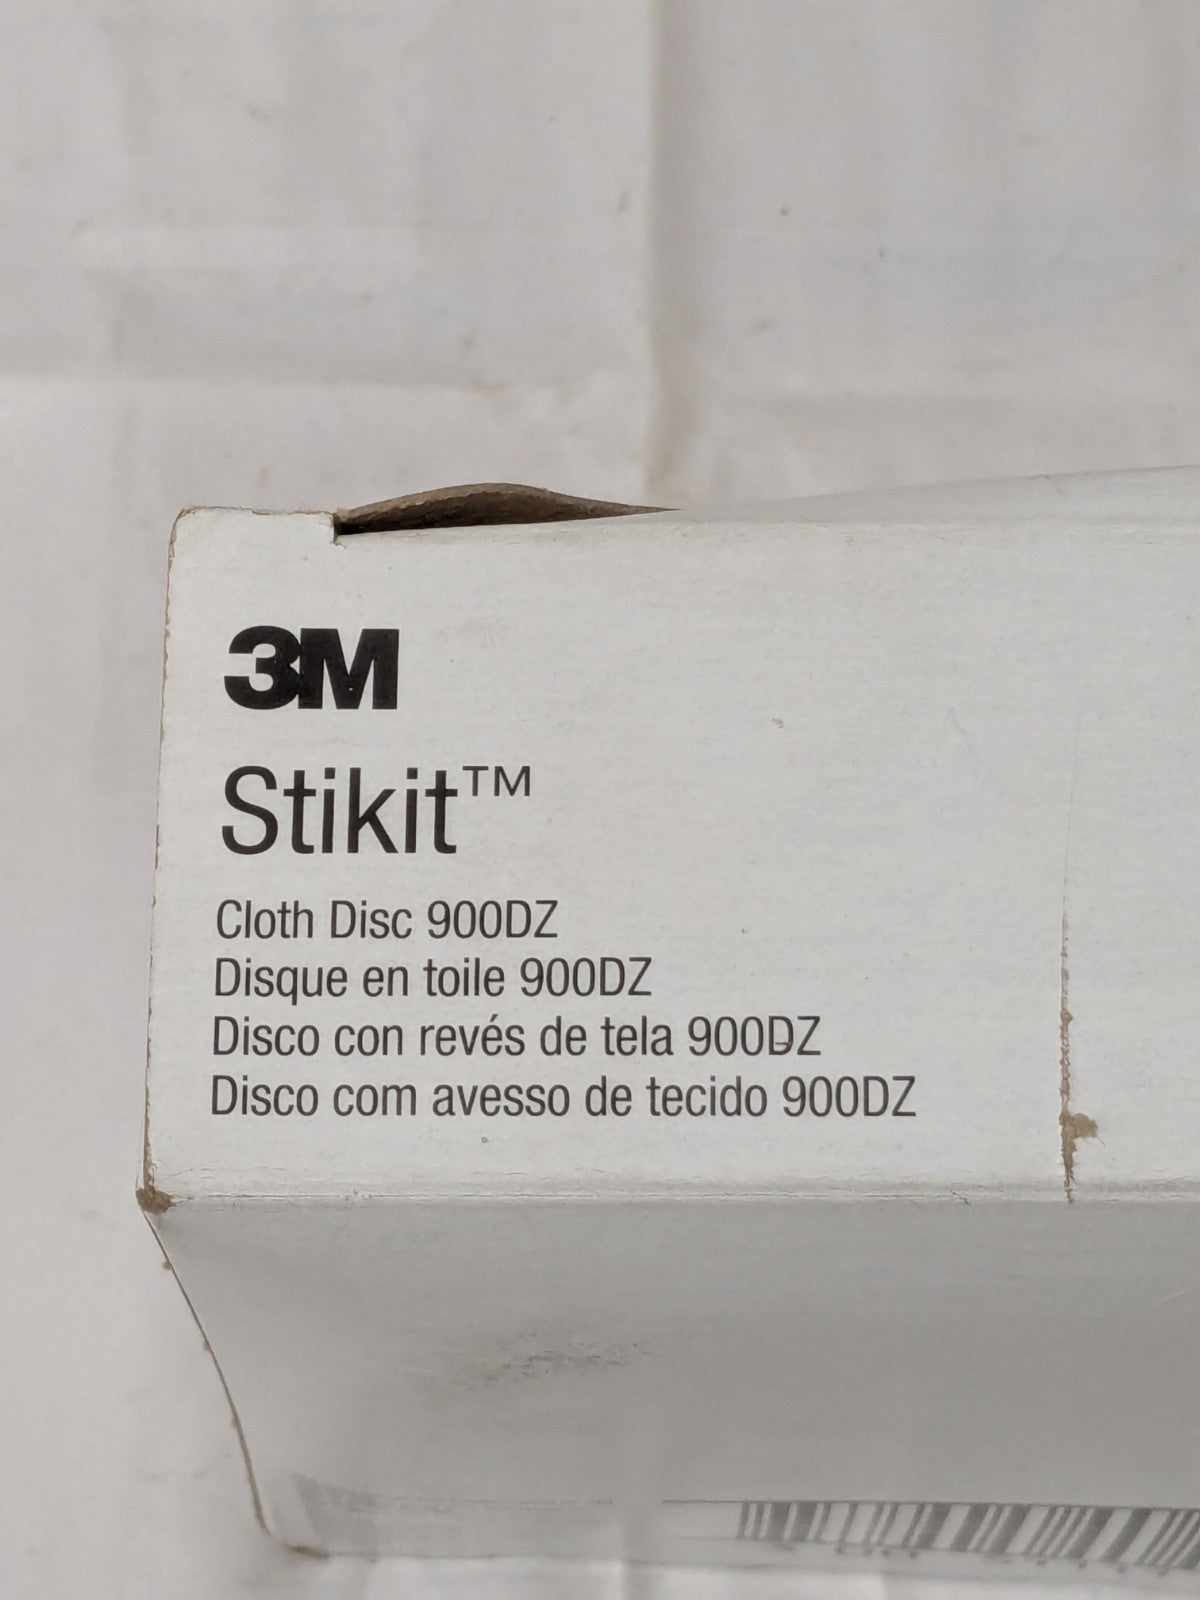 3M
Stikit™
Cloth Disc 900DZ
Disque en toile 900DZ
Disco con revés de tela 900DZ
Disco com avesso de tecido 900DZ